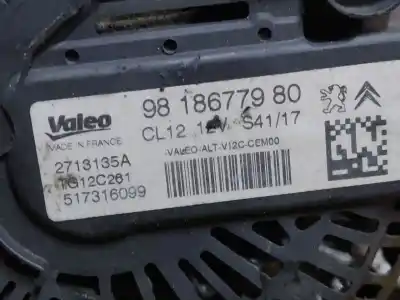 Valeo
MADE IN FRANCE
98 186779 80
CL12 12V S41/17
2713135A
TG12C261
517316099
VALEO-ALT-V12C-CEM00